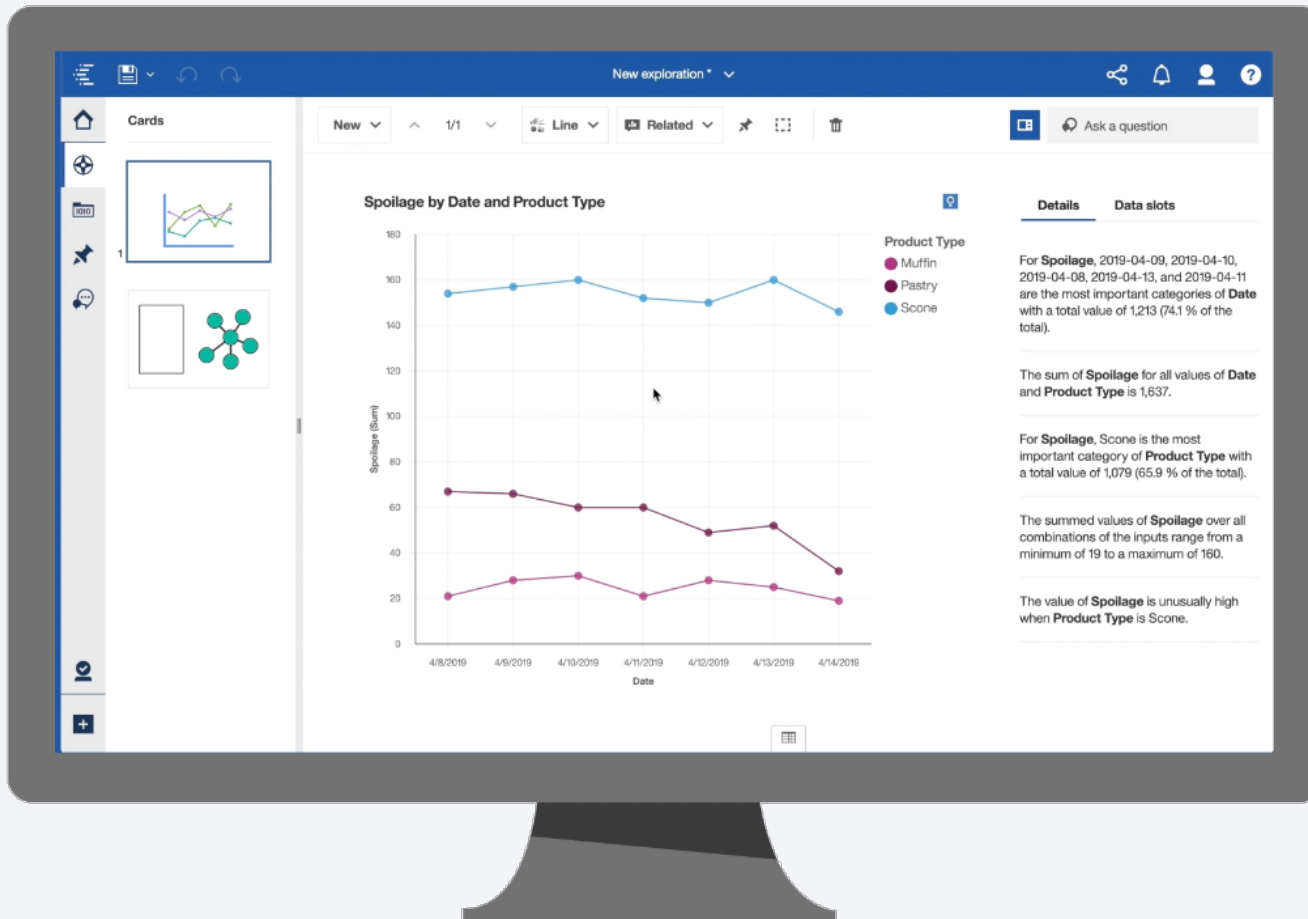 New exploration *
Cards
New
1/1
Line
Related
Ask a question
1
Spoilage by Date and Product Type
180
160
140
120
100
80
60
40
20
0
Spoilage (Sum)
4/8/2019 4/9/2019 4/10/2019 4/11/2019 4/12/2019 4/13/2019 4/14/2019
Date
Product Type
Muffin
Pastry
Scone
Details Data slots
For Spoilage, 2019-04-09, 2019-04-10,
2019-04-08, 2019-04-13, and 2019-04-11
are the most important categories of Date
with a total value of 1,213 (74.1 % of the
total).
The sum of Spoilage for all values of Date
and Product Type is 1,637.
For Spoilage, Scone is the most
important category of Product Type with
a total value of 1,079 (65.9 % of the total).
The summed values of Spoilage over all
combinations of the inputs range from a
minimum of 19 to a maximum of 160.
The value of Spoilage is unusually high
when Product Type is Scone.